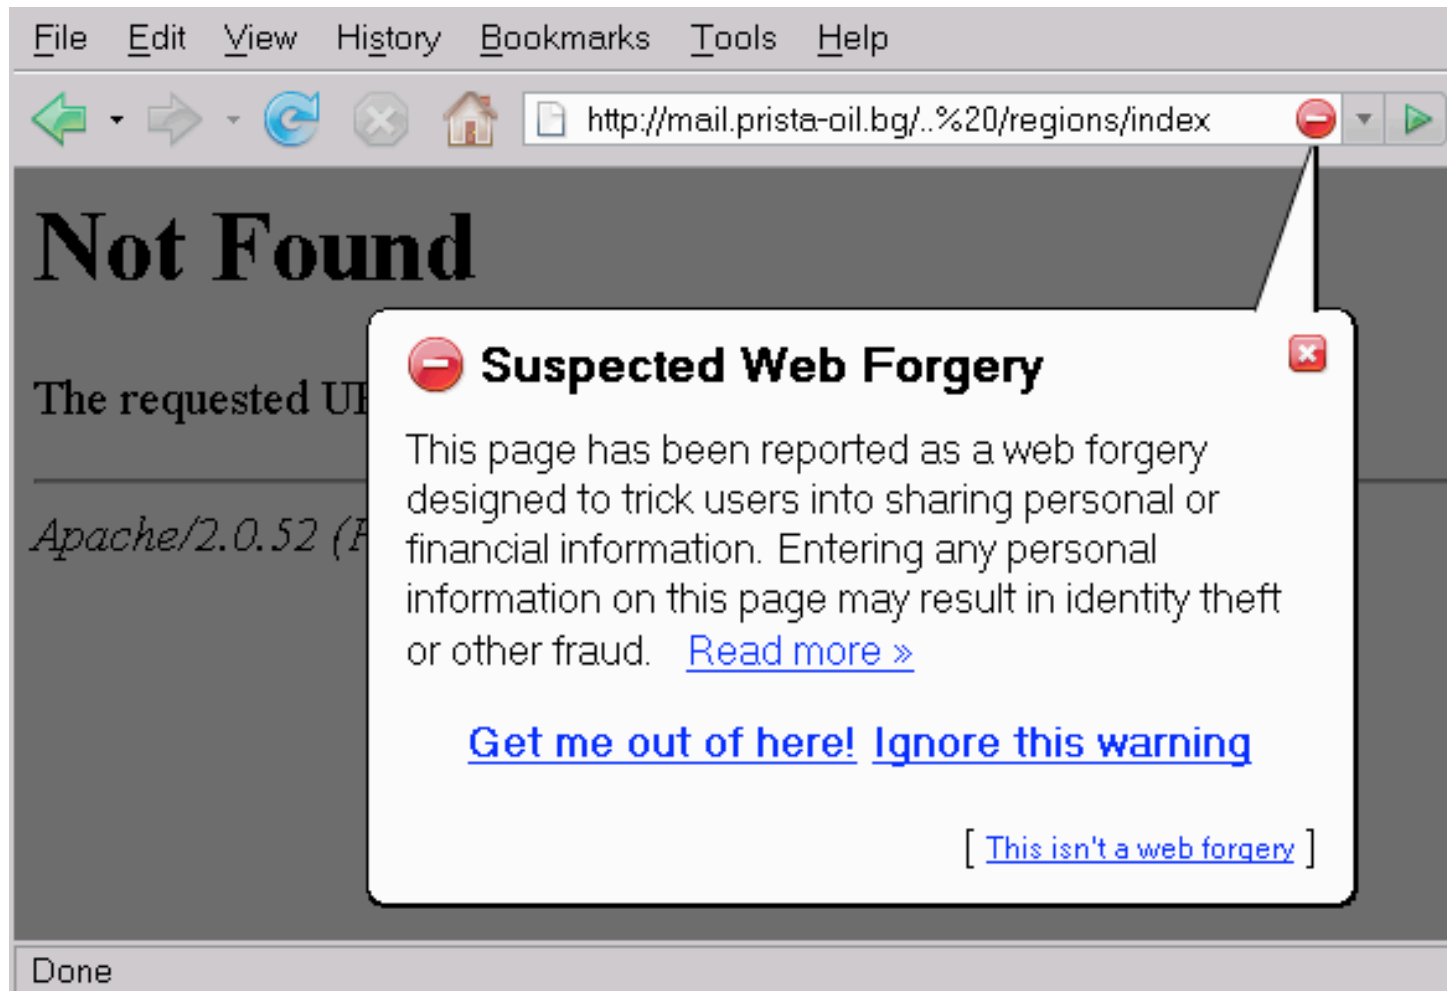 File Edit View History Bookmarks Tools Help
http://mail.prista-oil.bg/..%20/regions/index
Not Found
The requested
Apache/2.0.52
Suspected Web Forgery
This page has been reported as a web forgery
designed to trick users into sharing personal or
financial information. Entering any personal
information on this page may result in identity theft
or other fraud. Read more »
Get me out of here! Ignore this warning
[ This isn't a web forgery ]
Done